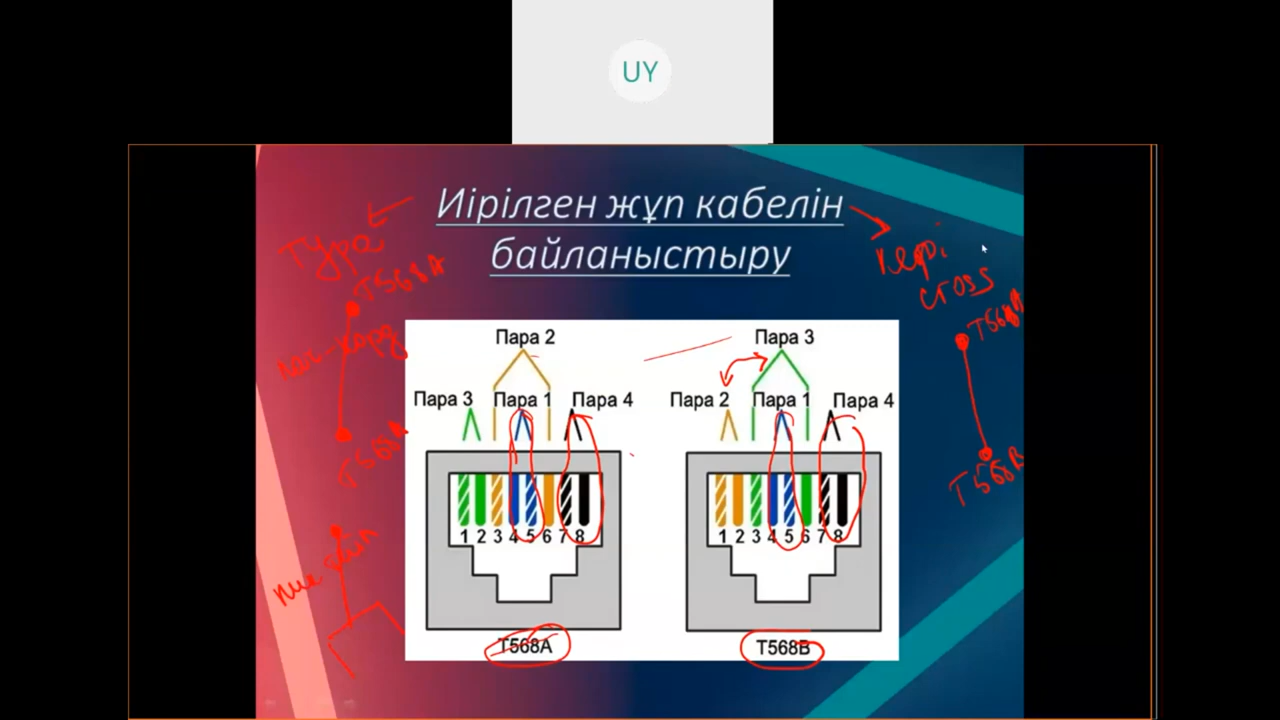 UY
Иірілген жұп кабелін
байланыстыру
тура
T568A
T568A
кері
cross
T568A
T568B
Пара 2
Пара 3 Пара 1 Пара 4
1 2 3 4 5 6 7 8
T568A
Пара 3
Пара 2 Пара 1 Пара 4
1 2 3 4 5 6 7 8
T568B